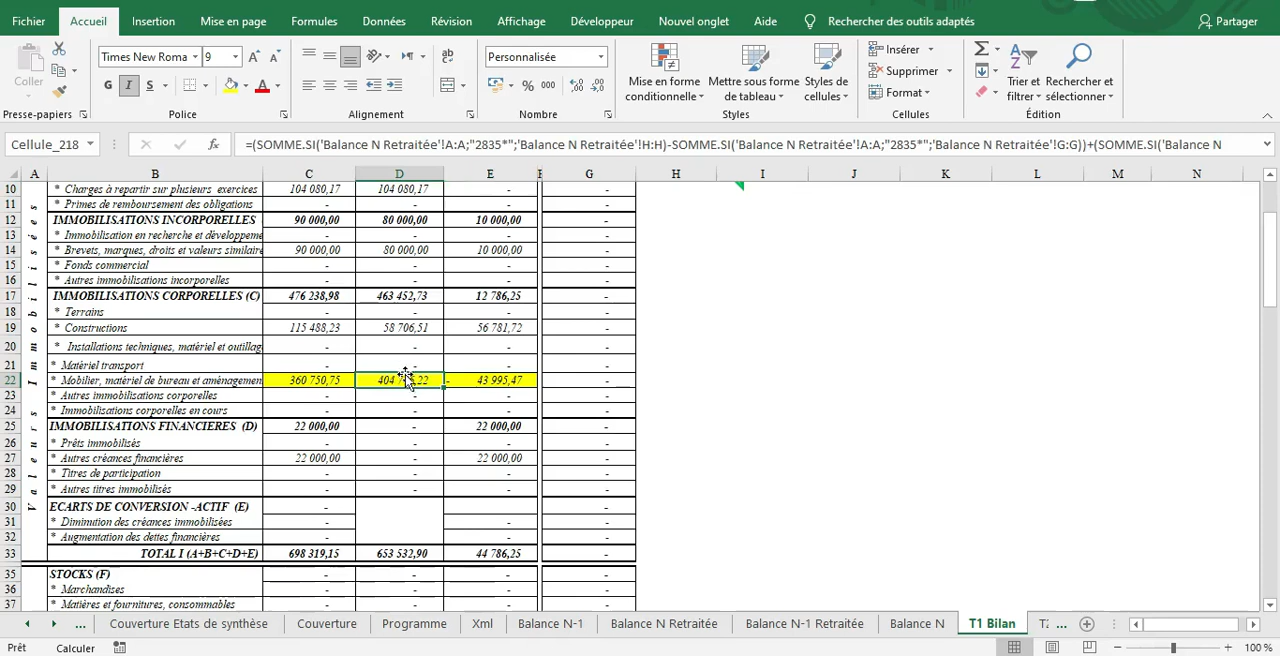 Fichier Accueil Insertion Mise en page Formules Données Révision Affichage Développeur Nouvel onglet Aide Rechercher des outils adaptés Partager
Coller
Times New Roma 9
G I S
Personnalisée
% 000
Mise en forme conditionnelle
Mettre sous forme de tableau
Styles de cellules
Insérer
Supprimer
Format
Trier et filtrer
Rechercher et sélectionner
Presse-papiers Police Alignement Nombre Styles Cellules Édition
Cellule_218 fx =(SOMME.SI('Balance N Retraitée'!A:A;"2835*";'Balance N Retraitée'!H:H)-SOMME.SI('Balance N Retraitée'!A:A;"2835*";'Balance N Retraitée'!G:G))+(SOMME.SI('Balance N
A B C D E F G H I J K L M N
10 * Charges à repartir sur plusieurs exercices 104 080,17 104 080,17 - -
11 * Primes de remboursement des obligations - - - -
12 IMMOBILISATIONS INCORPORELLES 90 000,00 80 000,00 10 000,00 -
13 * Immobilisation en recherche et développeme - - - -
14 * Brevets, marques, droits et valeurs similaire 90 000,00 80 000,00 10 000,00 -
15 * Fonds commercial - - - -
16 * Autres immobilisations incorporelles - - - -
17 IMMOBILISATIONS CORPORELLES (C) 476 238,98 463 452,73 12 786,25 -
18 * Terrains - - - -
19 * Constructions 115 488,23 58 706,51 56 781,72 -
20 * Installations techniques, matériel et outillag - - - -
21 * Matériel transport - - - -
22 * Mobilier, matériel de bureau et aménagemen 360 750,75 404 22 - 43 995,47 -
23 * Autres immobilisations corporelles - - - -
24 * Immobilisations corporelles en cours - - - -
25 IMMOBILISATIONS FINANCIERES (D) 22 000,00 - 22 000,00 -
26 * Prêts immobilisés - - - -
27 * Autres créances financières 22 000,00 - 22 000,00 -
28 * Titres de participation - - - -
29 * Autres titres immobilisés - - - -
30 ECARTS DE CONVERSION -ACTIF (E) - -
31 * Diminution des créances immobilisées - - -
32 * Augmentation des dettes financières - - -
33 TOTAL I (A+B+C+D+E) 698 319,15 653 532,90 44 786,25 -
35 STOCKS (F) - - - -
36 * Marchandises - - - -
37 * Matières et fournitures, consommables - - - -
... Couverture Etats de synthèse Couverture Programme Xml Balance N-1 Balance N Retraitée Balance N-1 Retraitée Balance N T1 Bilan ...
Prêt Calculer 100 %